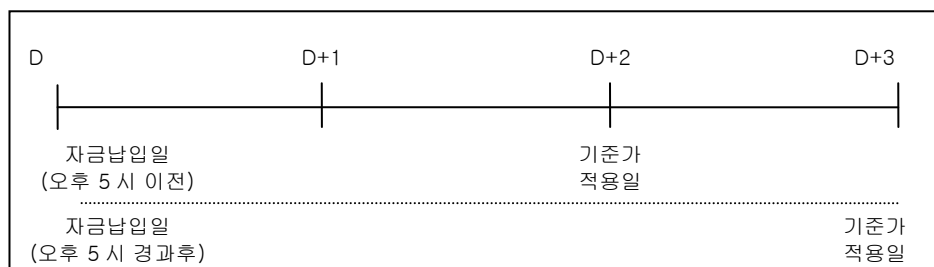 D D+1 D+2 D+3
자금납입일 기준가
(오후 5 시 이전) 적용일
자금납입일 기준가
(오후 5 시 경과후) 적용일